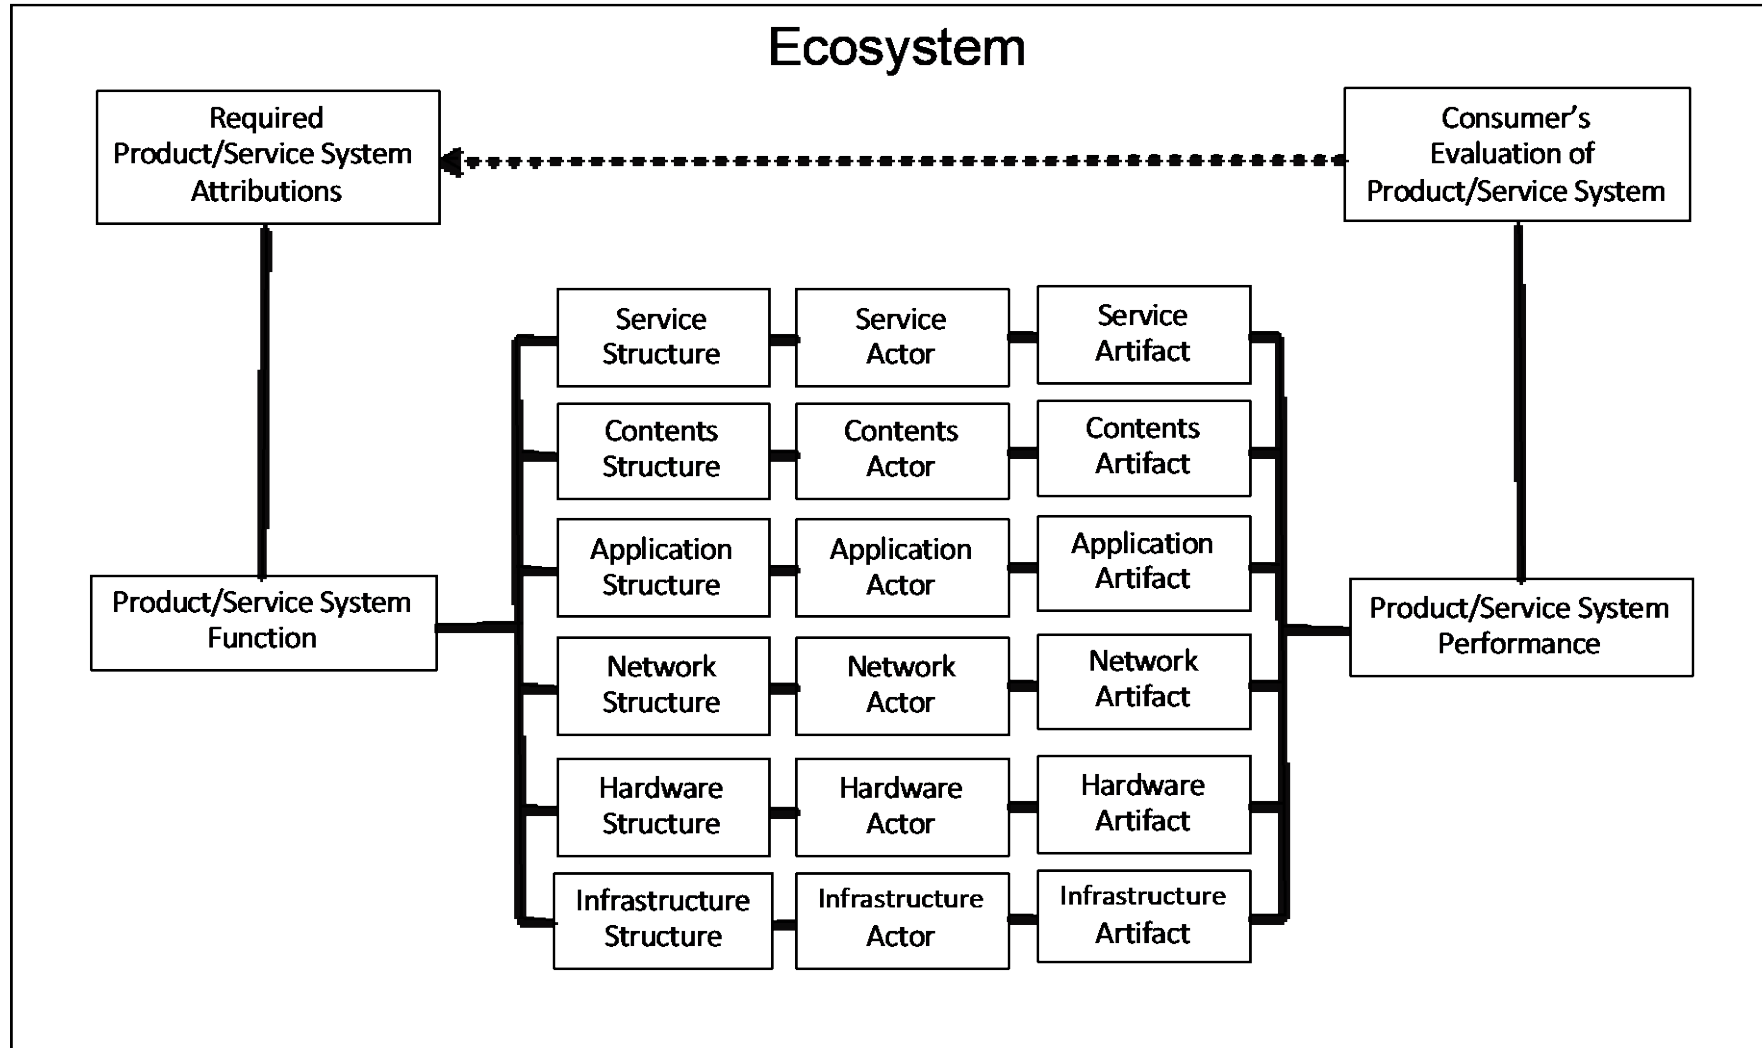 Ecosystem
Required
Product/Service System
Attributions
Consumer's
Evaluation of
Product/Service System
Service
Structure
Service
Actor
Service
Artifact
Contents
Structure
Contents
Actor
Contents
Artifact
Application
Structure
Application
Actor
Application
Artifact
Product/Service System
Function
Product/Service System
Performance
Network
Structure
Network
Actor
Network
Artifact
Hardware
Structure
Hardware
Actor
Hardware
Artifact
Infrastructure
Structure
Infrastructure
Actor
Infrastructure
Artifact